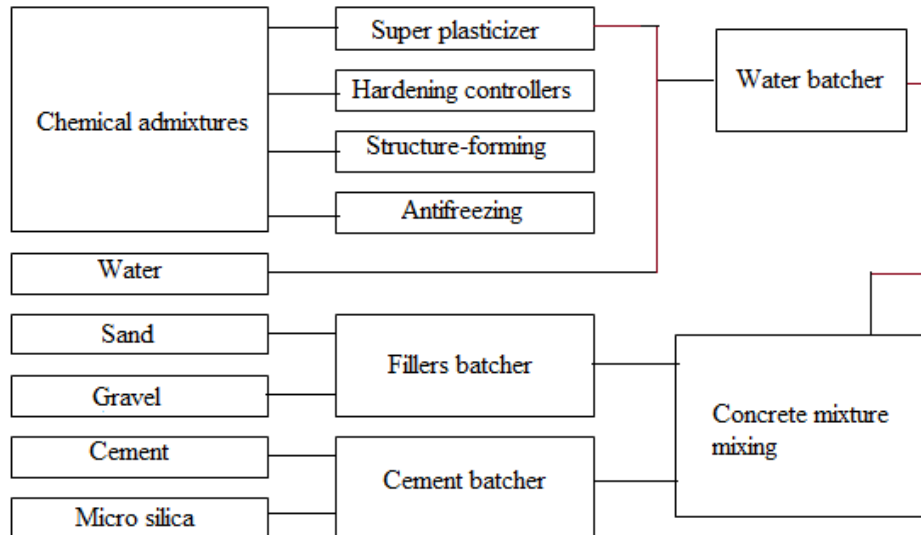 Super plasticizer
Water batcher
Hardening controllers
Chemical admixtures
Structure-forming
Antifreezing
Water
Sand
Fillers batcher
Gravel
Concrete mixture
mixing
Cement
Cement batcher
Micro silica